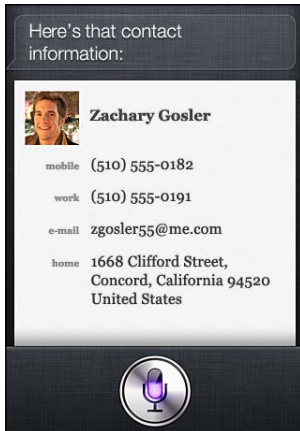 Here's that contact
information:
Zachary Gosler
mobile (510) 555-0182
work (510) 555-0191
e-mail zgosler55@me.com
home 1668 Clifford Street,
Concord, California 94520
United States